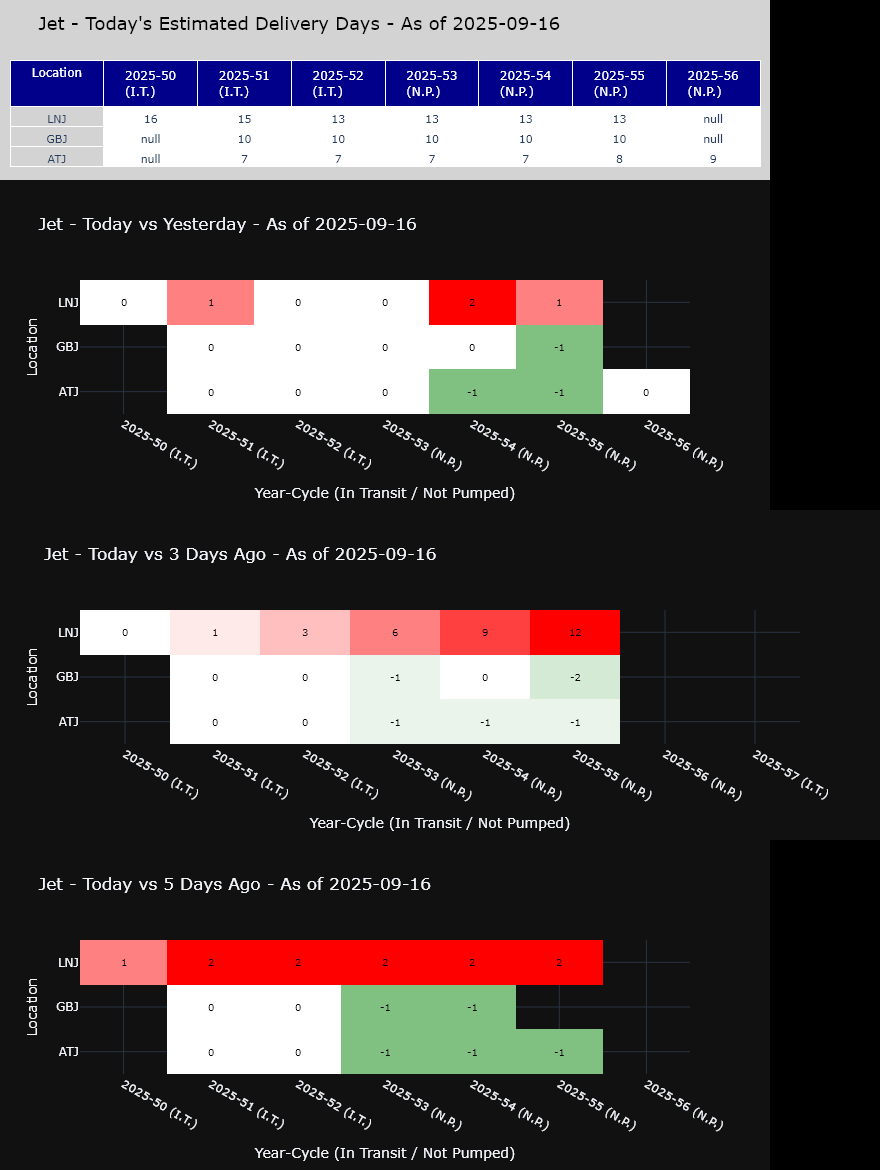 Jet - Today's Estimated Delivery Days - As of 2025-09-16
Location 2025-50 (I.T.) 2025-51 (I.T.) 2025-52 (I.T.) 2025-53 (N.P.) 2025-54 (N.P.) 2025-55 (N.P.) 2025-56 (N.P.)
LNJ 16 15 13 13 13 13 null
GBJ null 10 10 10 10 10 null
ATJ null 7 7 7 7 8 9
Jet - Today vs Yesterday - As of 2025-09-16
Location
LNJ 0 1 0 0 2 1
GBJ 0 0 0 0 -1
ATJ 0 0 0 -1 -1 0
2025-50 (I.T.) 2025-51 (I.T.) 2025-52 (I.T.) 2025-53 (N.P.) 2025-54 (N.P.) 2025-55 (N.P.) 2025-56 (N.P.)
Year-Cycle (In Transit / Not Pumped)
Jet - Today vs 3 Days Ago - As of 2025-09-16
Location
LNJ 0 1 3 6 9 12
GBJ 0 0 -1 0 -2
ATJ 0 0 -1 -1 -1
2025-50 (I.T.) 2025-51 (I.T.) 2025-52 (I.T.) 2025-53 (N.P.) 2025-54 (N.P.) 2025-55 (N.P.) 2025-56 (N.P.) 2025-57 (I.T.)
Year-Cycle (In Transit / Not Pumped)
Jet - Today vs 5 Days Ago - As of 2025-09-16
Location
LNJ 1 2 2 2 2 2
GBJ 0 0 -1 -1
ATJ 0 0 -1 -1 -1
2025-50 (I.T.) 2025-51 (I.T.) 2025-52 (I.T.) 2025-53 (N.P.) 2025-54 (N.P.) 2025-55 (N.P.) 2025-56 (N.P.)
Year-Cycle (In Transit / Not Pumped)